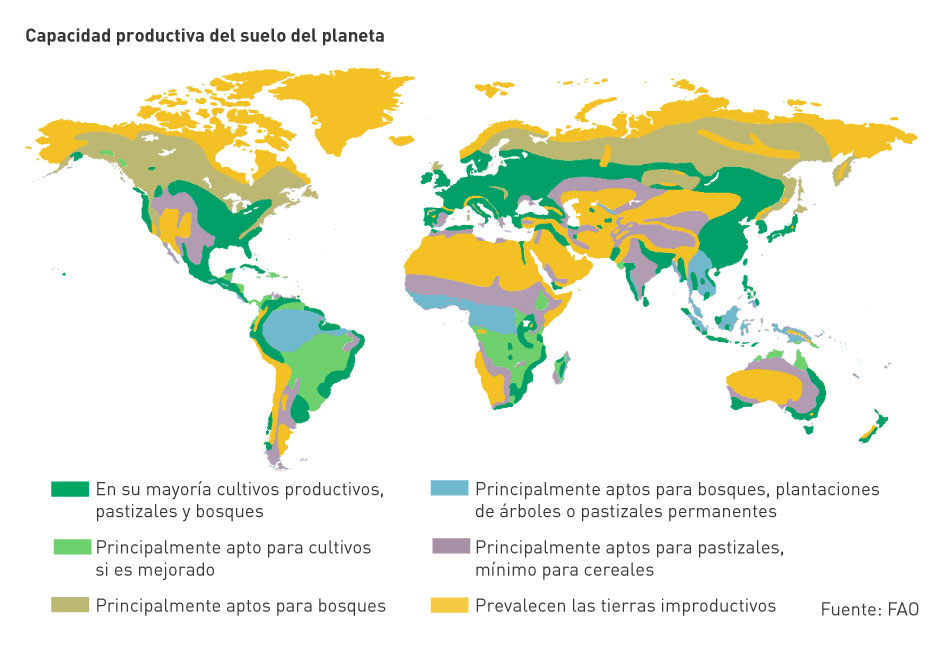 Capacidad productiva del suelo del planeta
En su mayoría cultivos productivos,
pastizales y bosques
Principalmente apto para cultivos
si es mejorado
Principalmente aptos para bosques
Principalmente aptos para bosques, plantaciones
de árboles o pastizales permanentes
Principalmente aptos para pastizales,
mínimo para cereales
Prevalecen las tierras improductivos
Fuente: FAO